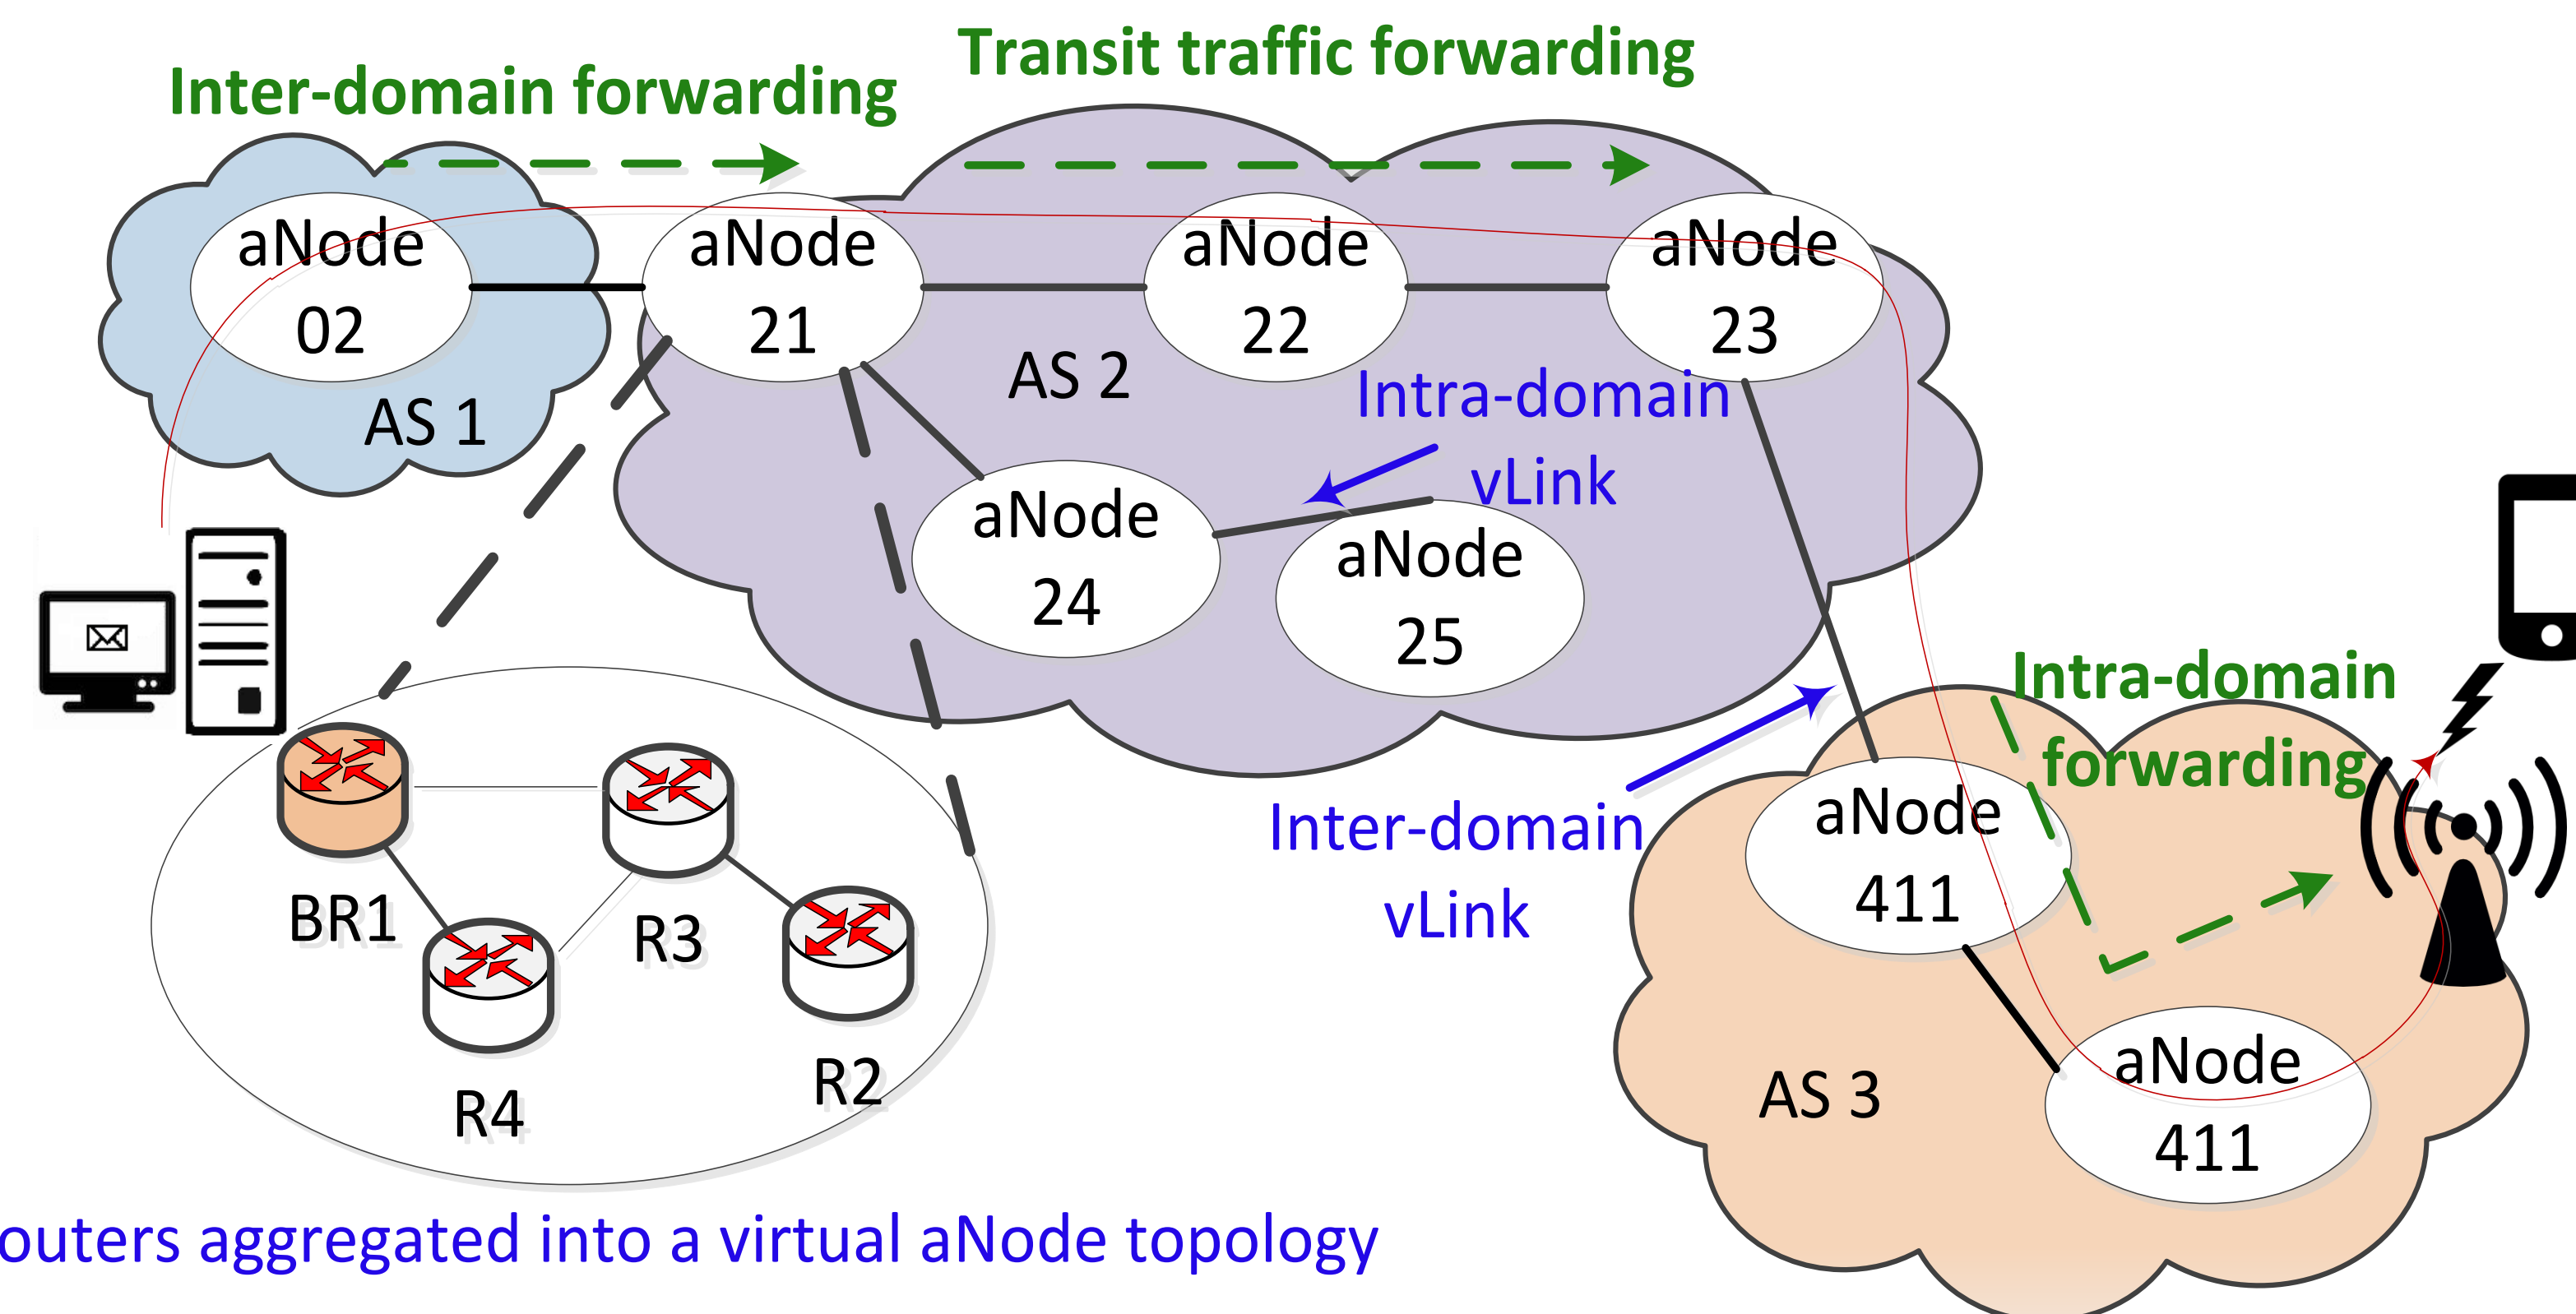 Transit traffic forwarding
Inter-domain forwarding
aNode
02
AS 1
aNode
21
aNode
22
aNode
23
AS 2
Intra-domain
vLink
aNode
24
aNode
25
Intra-domain
forwarding
Inter-domain
vLink
aNode
411
aNode
411
AS 3
BR1
R3
R4
R2
outers aggregated into a virtual aNode topology